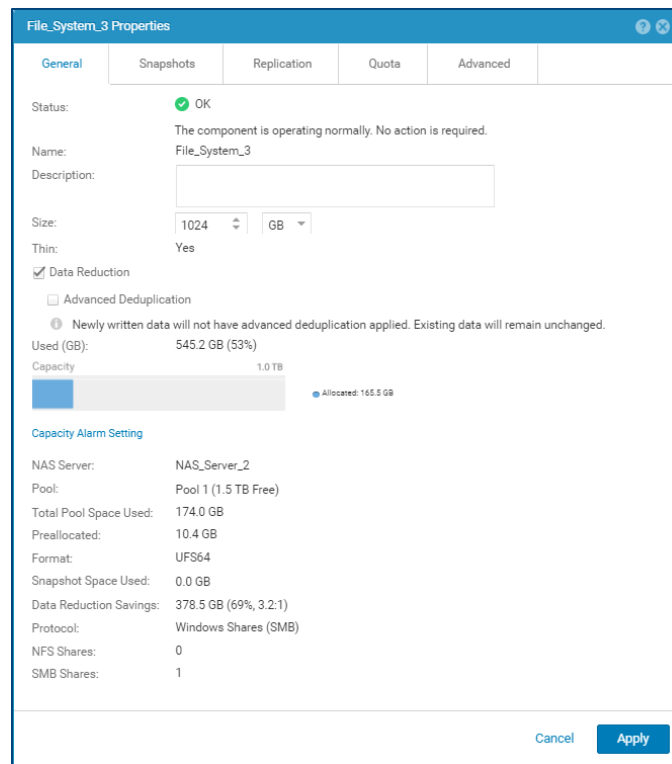 File_System_3 Properties
General Snapshots Replication Quota Advanced
Status: OK
The component is operating normally. No action is required.
Name: File_System_3
Description:
Size: 1024 GB
Thin: Yes
Data Reduction
Advanced Deduplication
Newly written data will not have advanced deduplication applied. Existing data will remain unchanged.
Used (GB): 545.2 GB (53%)
Capacity 1.0 TB
Allocated: 165.5 GB
Capacity Alarm Setting
NAS Server: NAS_Server_2
Pool: Pool 1 (1.5 TB Free)
Total Pool Space Used: 174.0 GB
Preallocated: 10.4 GB
Format: UFS64
Snapshot Space Used: 0.0 GB
Data Reduction Savings: 378.5 GB (69%, 3.2:1)
Protocol: Windows Shares (SMB)
NFS Shares: 0
SMB Shares: 1
Cancel Apply